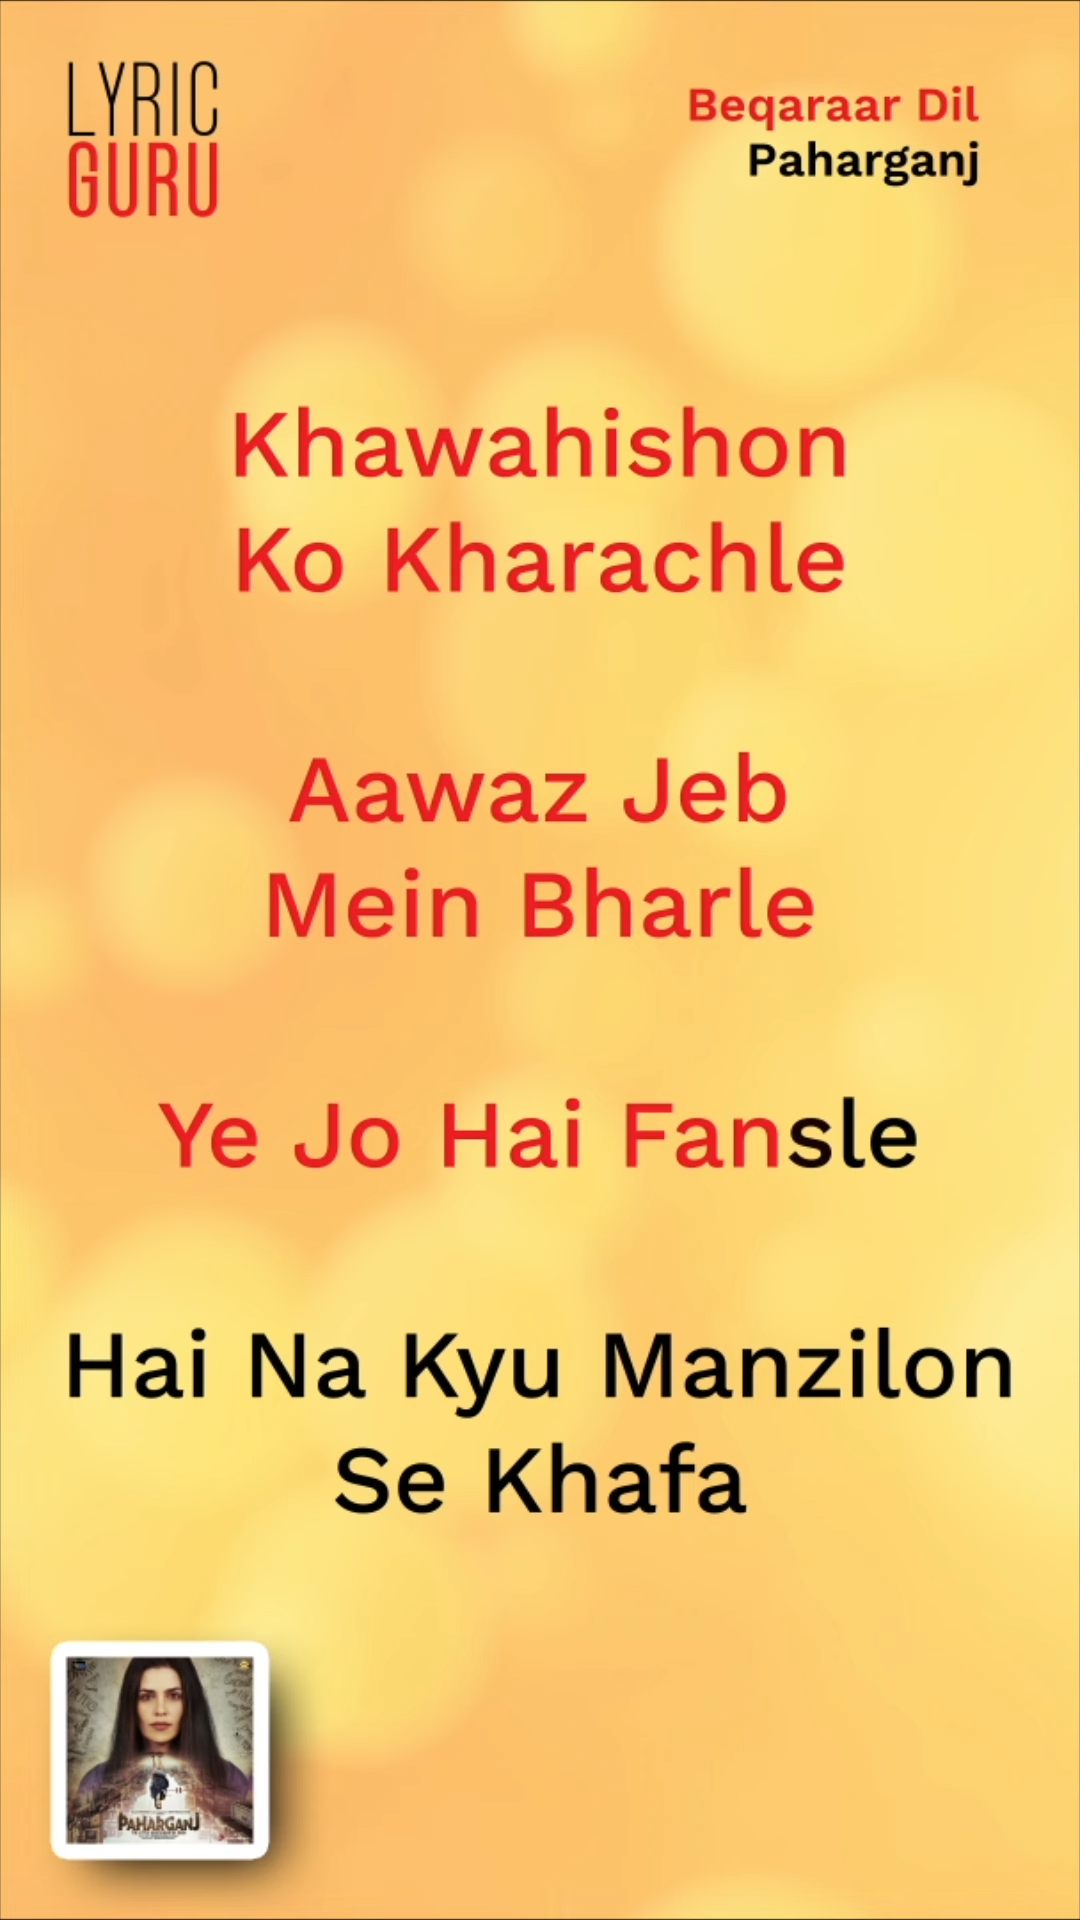 LYRIC
GURU
Beqaraar Dil
Paharganj
Khawahishon
Ko Kharachle
Aawaz Jeb
Mein Bharle
Ye Jo Hai Fansle
Hai Na Kyu Manzilon
Se Khafa
PAHARGANJ